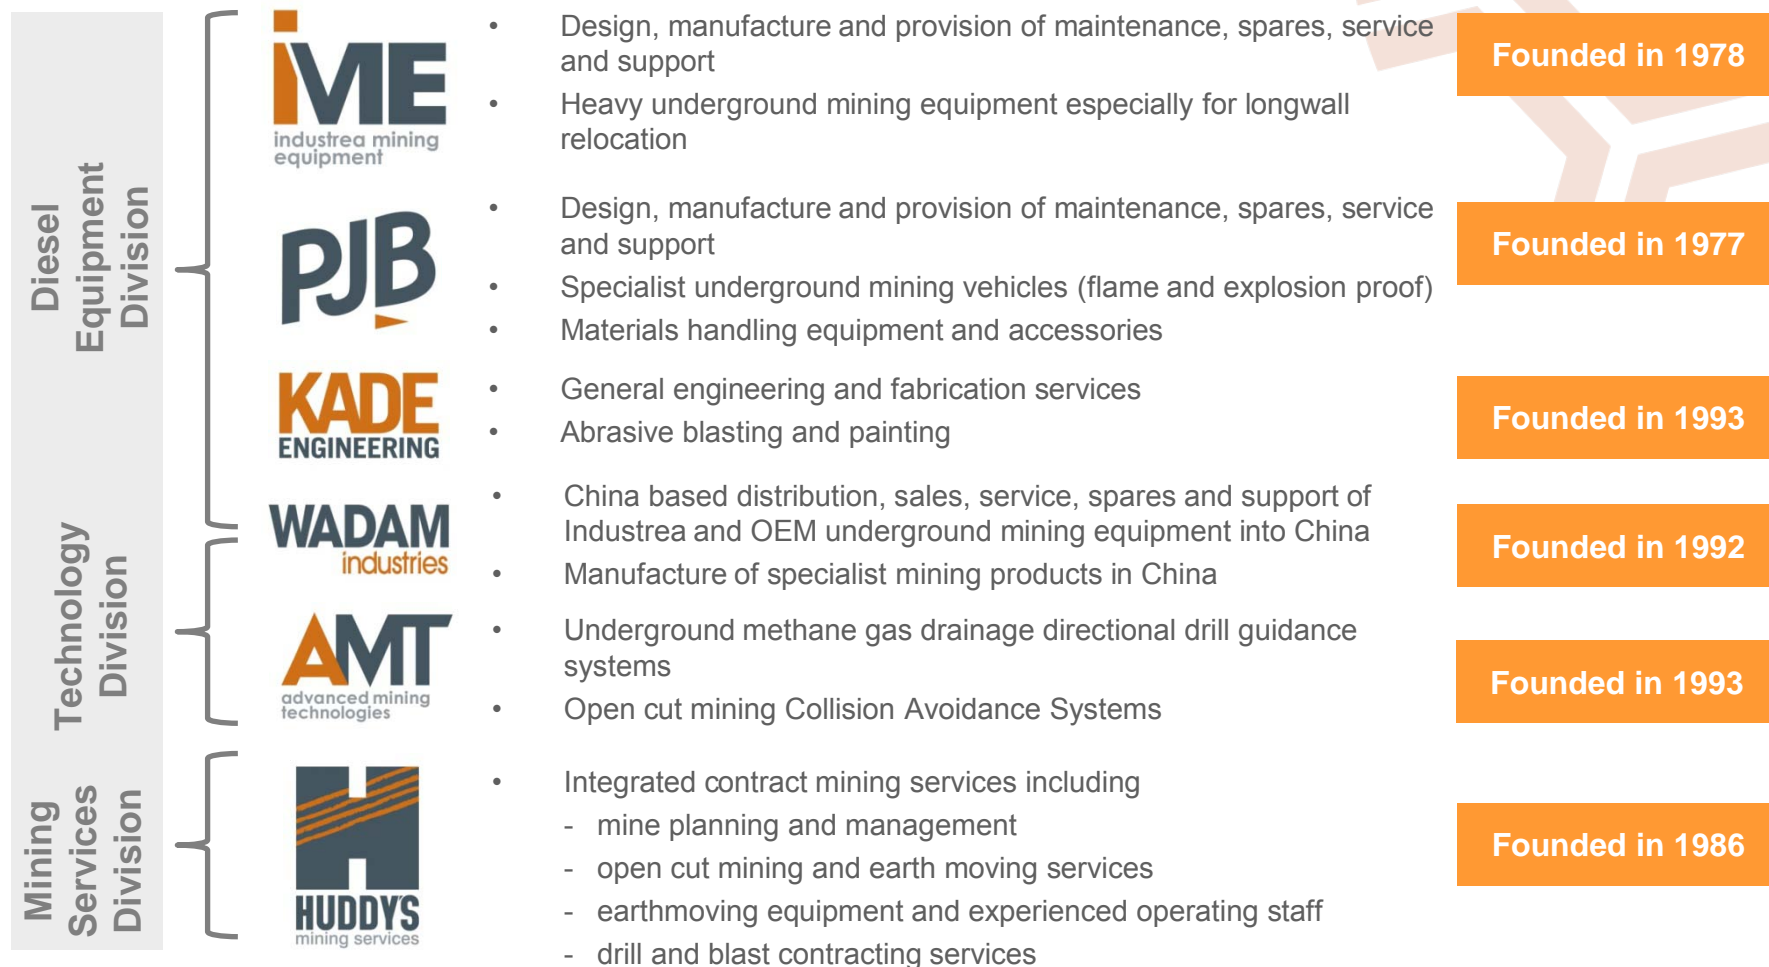 Diesel
Equipment
Division
iME
industrea mining
equipment
• Design, manufacture and provision of maintenance, spares, service
and support
• Heavy underground mining equipment especially for longwall
relocation
Founded in 1978
PJB
• Design, manufacture and provision of maintenance, spares, service
and support
• Specialist underground mining vehicles (flame and explosion proof)
• Materials handling equipment and accessories
Founded in 1977
KADE
ENGINEERING
• General engineering and fabrication services
• Abrasive blasting and painting
Founded in 1993
Technology
Division
WADAM
industries
• China based distribution, sales, service, spares and support of
Industrea and OEM underground mining equipment into China
• Manufacture of specialist mining products in China
Founded in 1992
AMT
advanced mining
technologies
• Underground methane gas drainage directional drill guidance
systems
• Open cut mining Collision Avoidance Systems
Founded in 1993
Mining
Services
Division
H
HUDDY'S
mining services
• Integrated contract mining services including
- mine planning and management
- open cut mining and earth moving services
- earthmoving equipment and experienced operating staff
- drill and blast contracting services
Founded in 1986